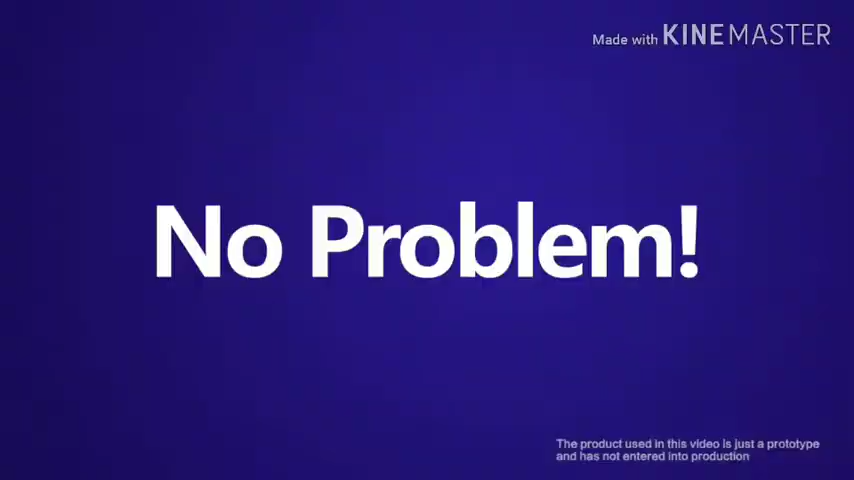 Made with KINEMASTER
No Problem!
The product used in this video is just a prototype
and has not entered into production